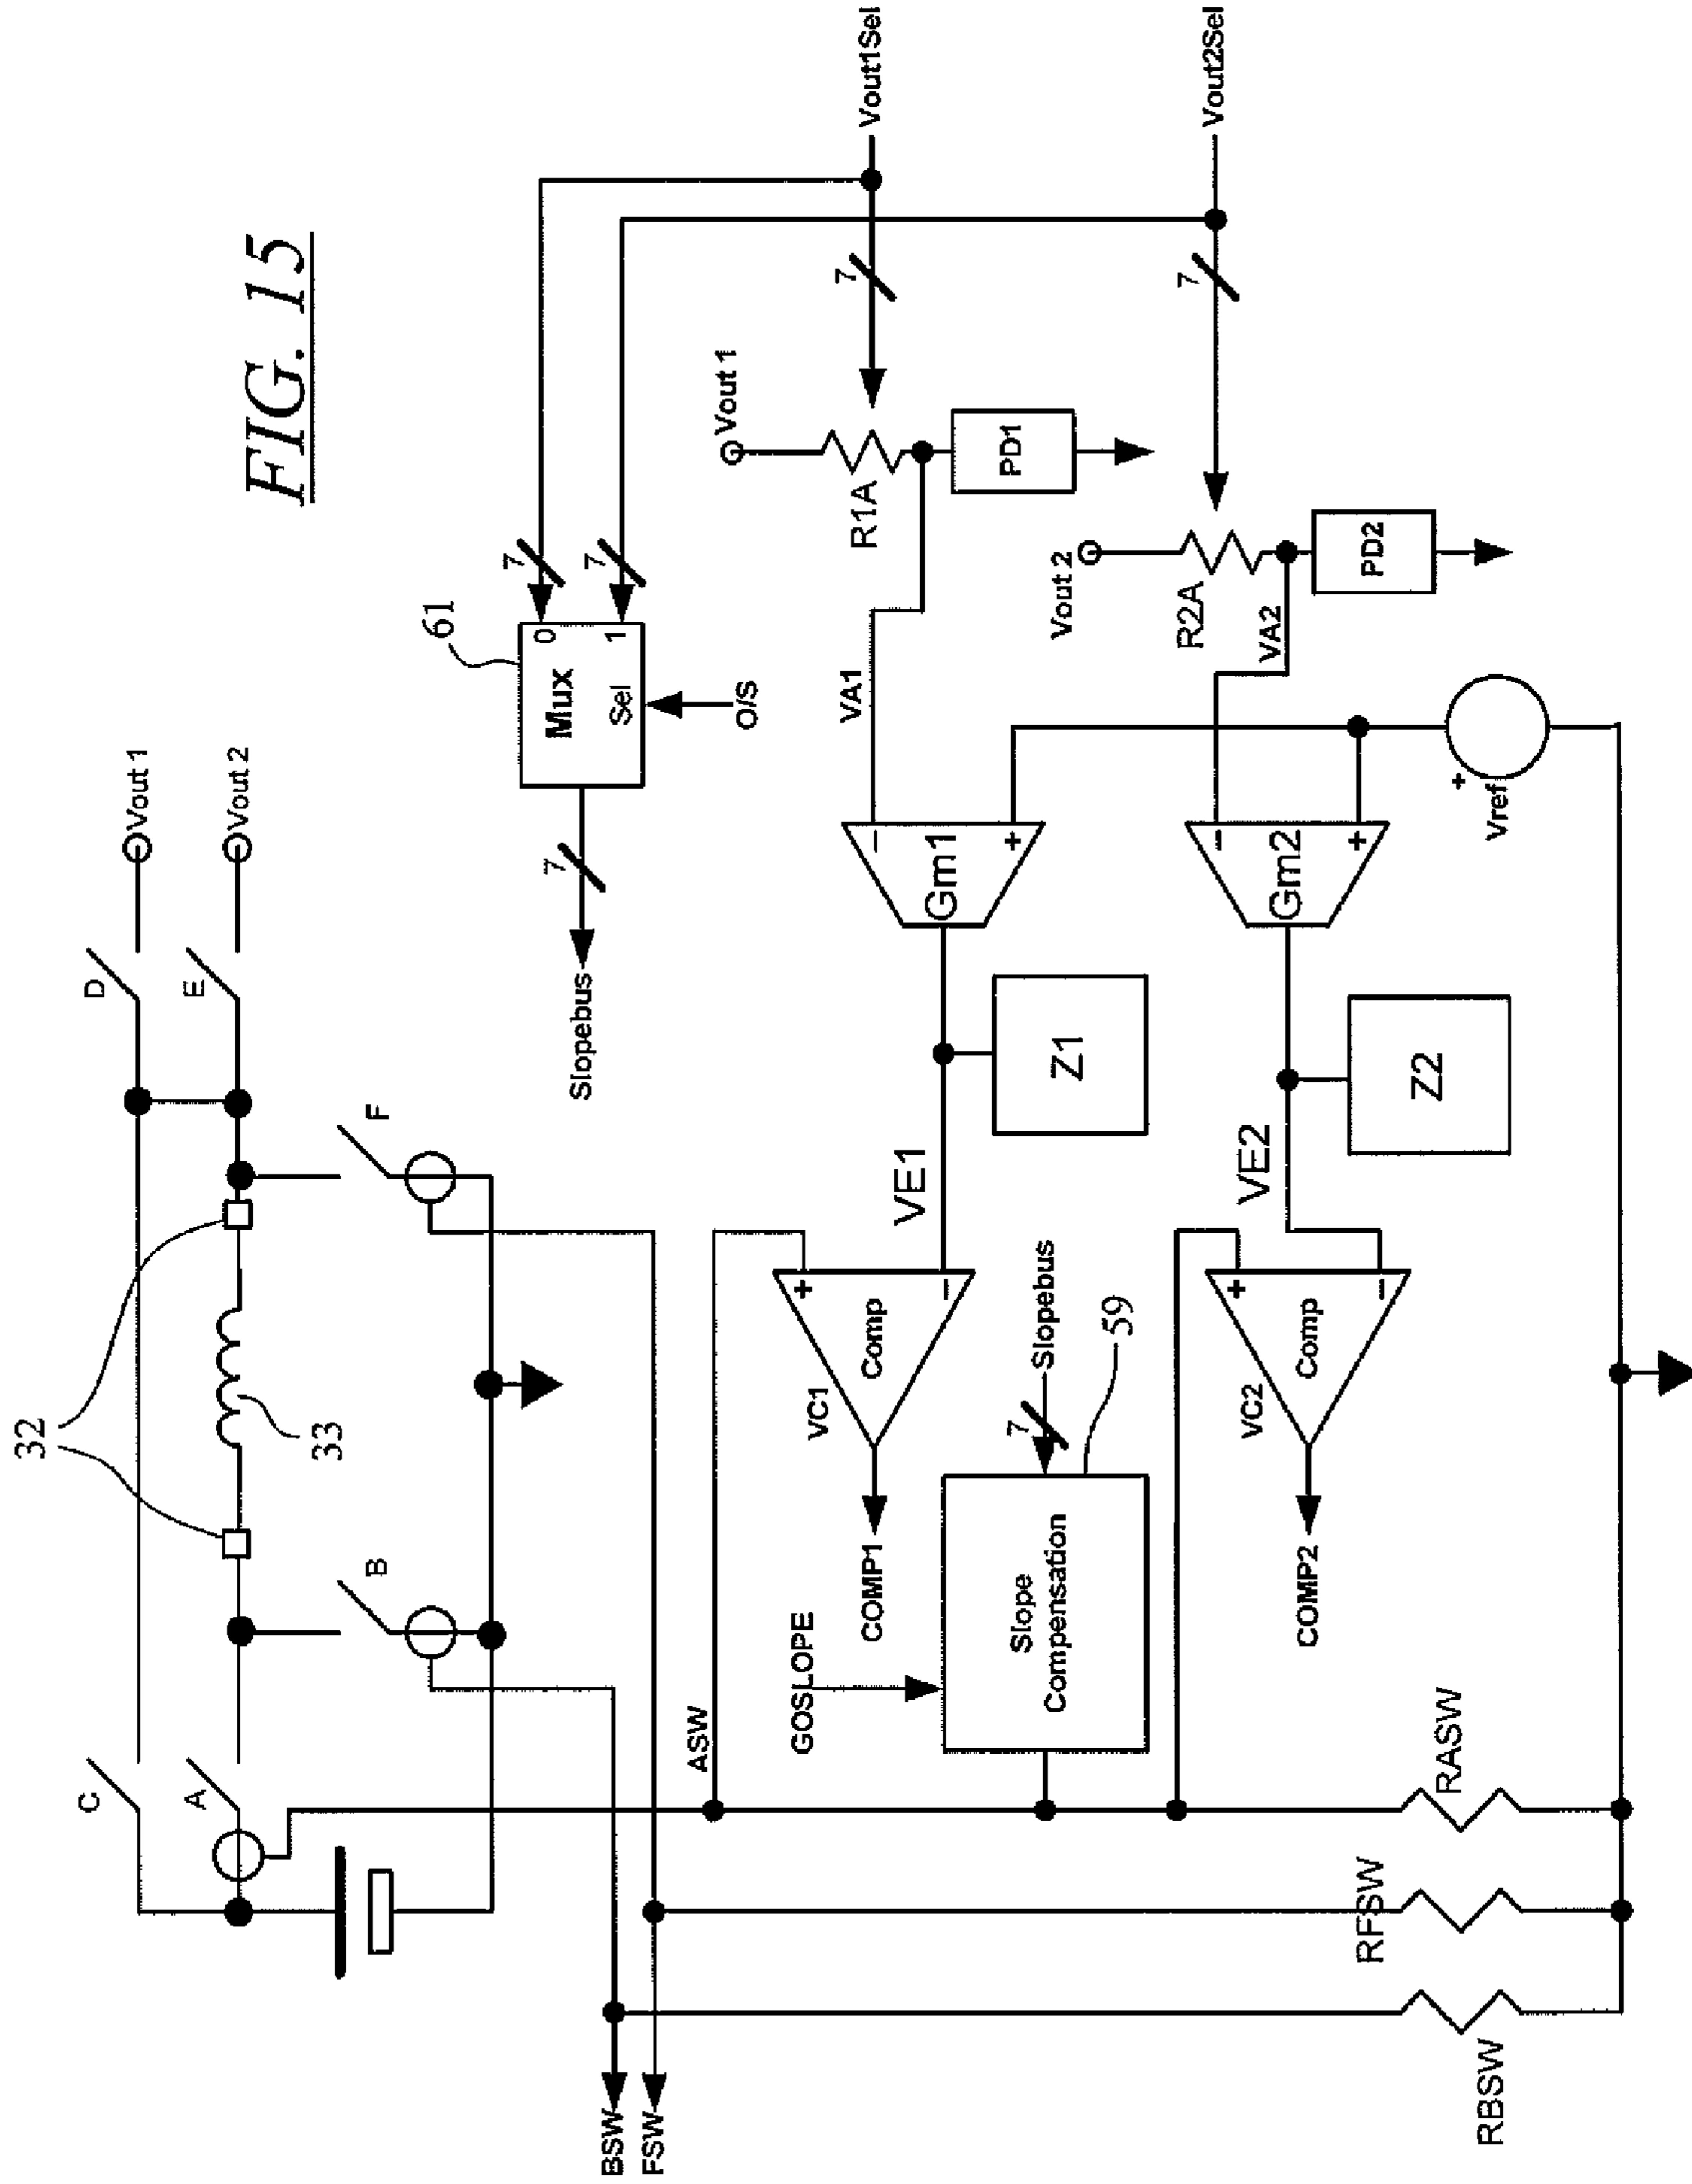 FIG. 15
32
33
C
A
B
F
D
E
Vout 1
Vout 2
61
Mux
0
1
Sel
O/S
7
7
7
Slopebus
Vout1Sel
Vout2Sel
7
7
Vout 1
R1A
PD1
VA1
Vout 2
R2A
PD2
VA2
Gm1
-
+
Gm2
-
+
Vref
+
Z1
Z2
VE1
VE2
+
-
Comp
VC1
COMP1
+
-
Comp
VC2
COMP2
Slopebus
7
59
Slope
Compensation
GOSLOPE
ASW
BSW
FSW
RASW
RFSW
RBSW